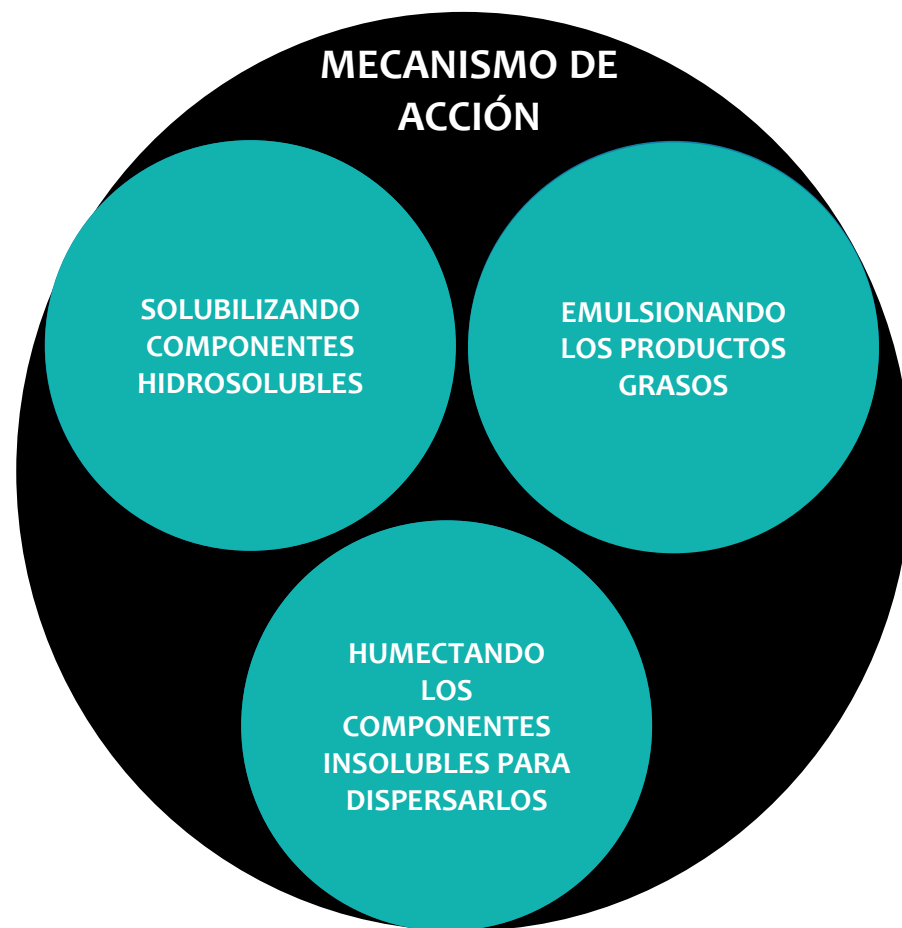 MECANISMO DE
ACCIÓN
SOLUBILIZANDO
COMPONENTES
HIDROSOLUBLES
EMULSIONANDO
LOS PRODUCTOS
GRASOS
HUMECTANDO
LOS
COMPONENTES
INSOLUBLES PARA
DISPERSARLOS